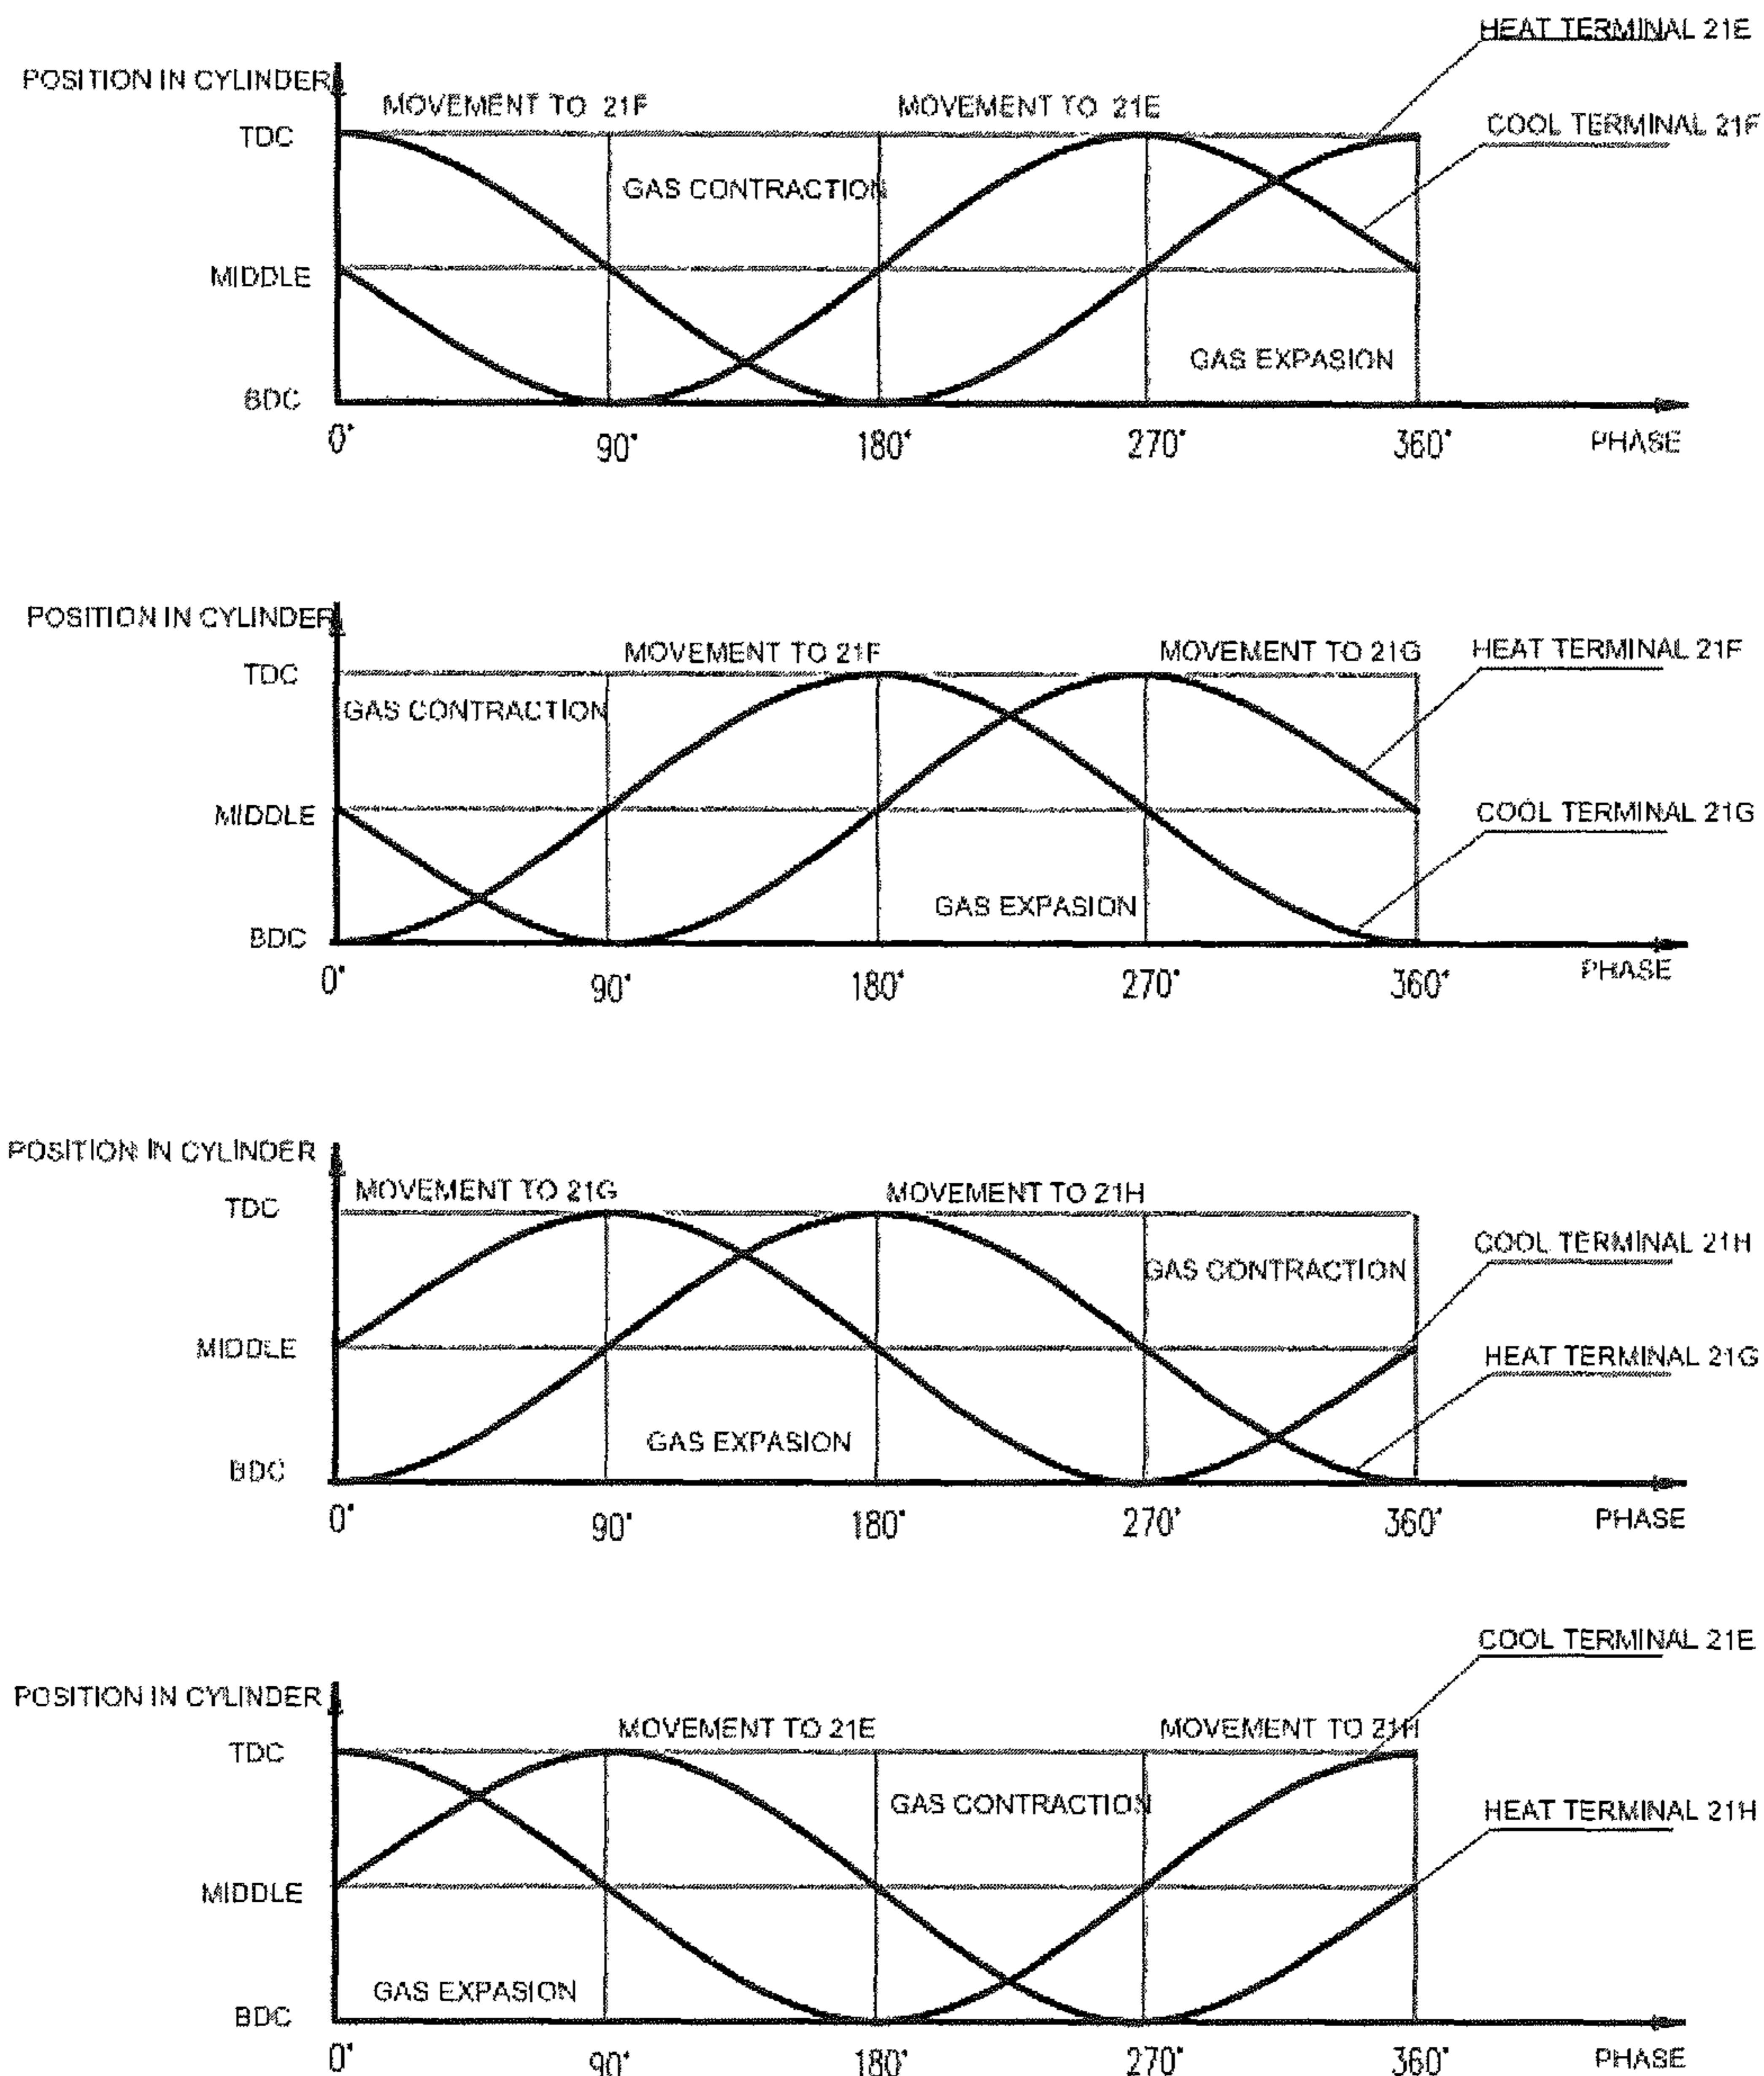 HEAT TERMINAL 21E
POSITION IN CYLINDER
MOVEMENT TO 21F
MOVEMENT TO 21E
TDC
COOL TERMINAL 21F
GAS CONTRACTION
MIDDLE
GAS EXPASION
BDC
0°
90°
180°
270°
360°
PHASE
POSITION IN CYLINDER
MOVEMENT TO 21F
MOVEMENT TO 21G
HEAT TERMINAL 21F
TDC
GAS CONTRACTION
MIDDLE
COOL TERMINAL 21G
GAS EXPASION
BDC
0°
90°
180°
270°
360°
PHASE
POSITION IN CYLINDER
MOVEMENT TO 21G
MOVEMENT TO 21H
TDC
COOL TERMINAL 21H
GAS CONTRACTION
MIDDLE
HEAT TERMINAL 21G
GAS EXPASION
BDC
0°
90°
180°
270°
360°
PHASE
COOL TERMINAL 21E
POSITION IN CYLINDER
MOVEMENT TO 21E
MOVEMENT TO 21H
TDC
GAS CONTRACTION
HEAT TERMINAL 21H
MIDDLE
GAS EXPASION
BDC
0°
90°
180°
270°
360°
PHASE